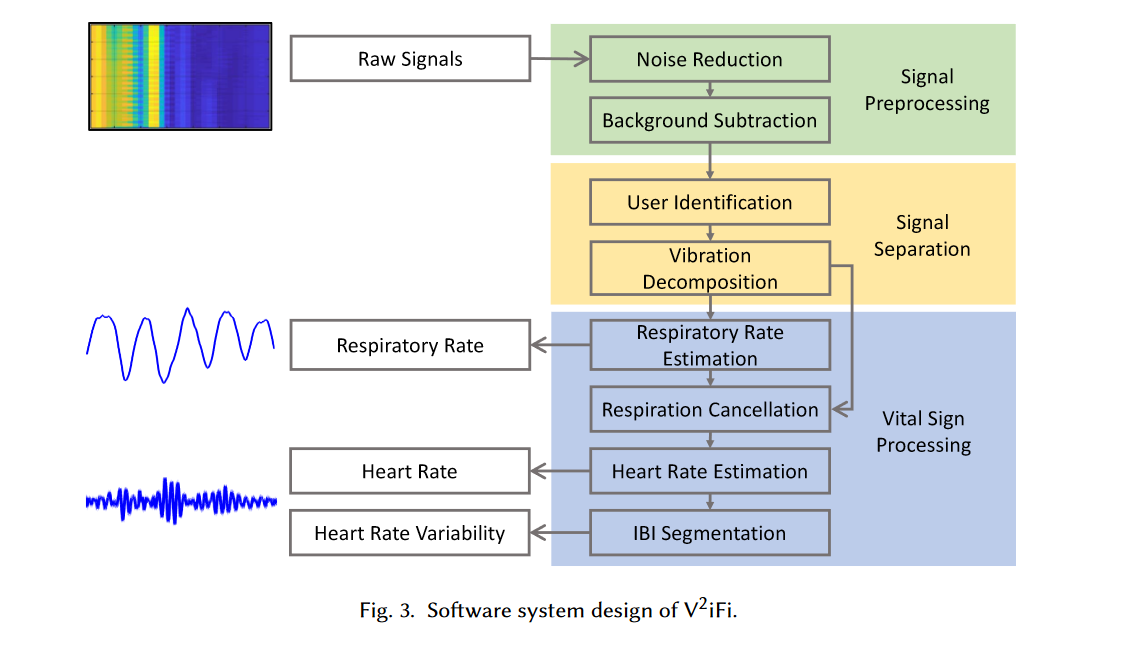 Raw Signals
Noise Reduction
Background Subtraction
Signal
Preprocessing
User Identification
Vibration
Decomposition
Signal
Separation
Respiratory Rate
Respiratory Rate
Estimation
Respiration Cancellation
Vital Sign
Processing
Heart Rate
Heart Rate Estimation
Heart Rate Variability
IBI Segmentation
Fig. 3. Software system design of V²iFi.